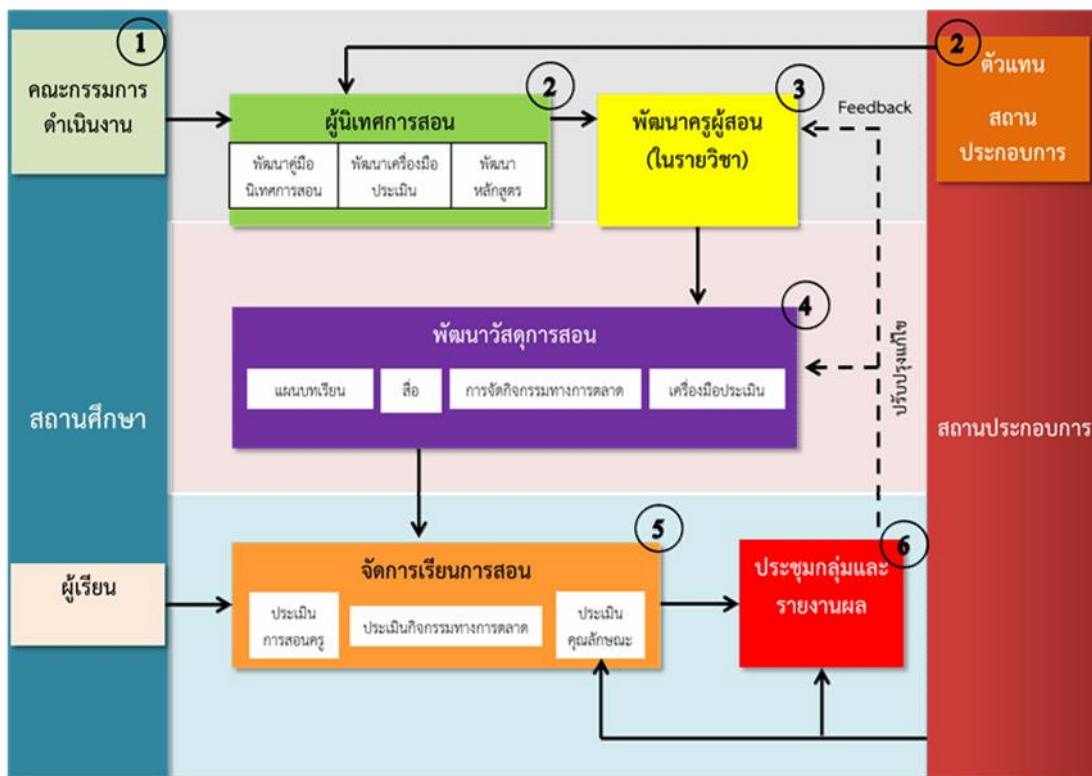 1
คณะกรรมการ
ดำเนินงาน
2
ผู้นิเทศการสอน
พัฒนาคู่มือ
นิเทศการสอน
พัฒนาเครื่องมือ
ประเมิน
พัฒนา
หลักสูตร
3
พัฒนาครูผู้สอน
(ในรายวิชา)
Feedback
2
ตัวแทน
สถาน
ประกอบการ
4
พัฒนาวัสดุการสอน
แผนบทเรียน
สื่อ
การจัดกิจกรรมทางการตลาด
เครื่องมือประเมิน
ปรับปรุงแก้ไข
สถานศึกษา
สถานประกอบการ
ผู้เรียน
5
จัดการเรียนการสอน
ประเมิน
การสอนครู
ประเมินกิจกรรมทางการตลาด
ประเมิน
คุณลักษณะ
6
ประชุมกลุ่มและ
รายงานผล